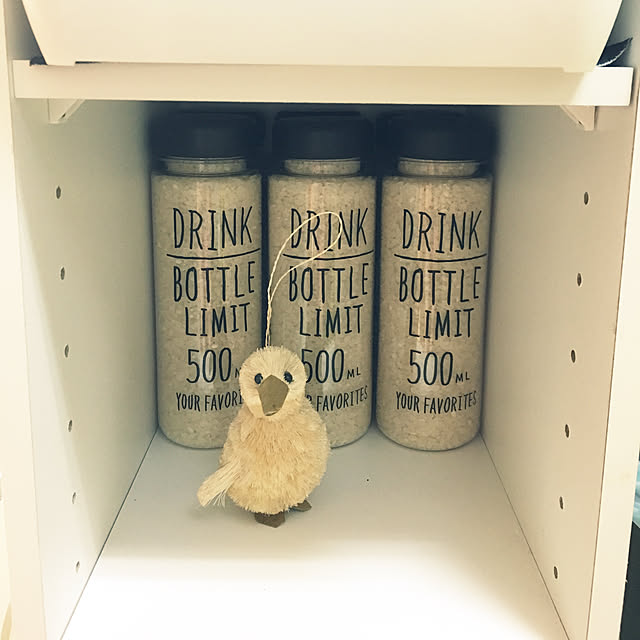 DRINK
BOTTLE
LIMIT
500
YOUR
DRINK
BOTTLE
LIMIT
500 ML
FAVORITES
DRINK
BOTTLE
LIMIT
500 ML
YOUR FAVORITES